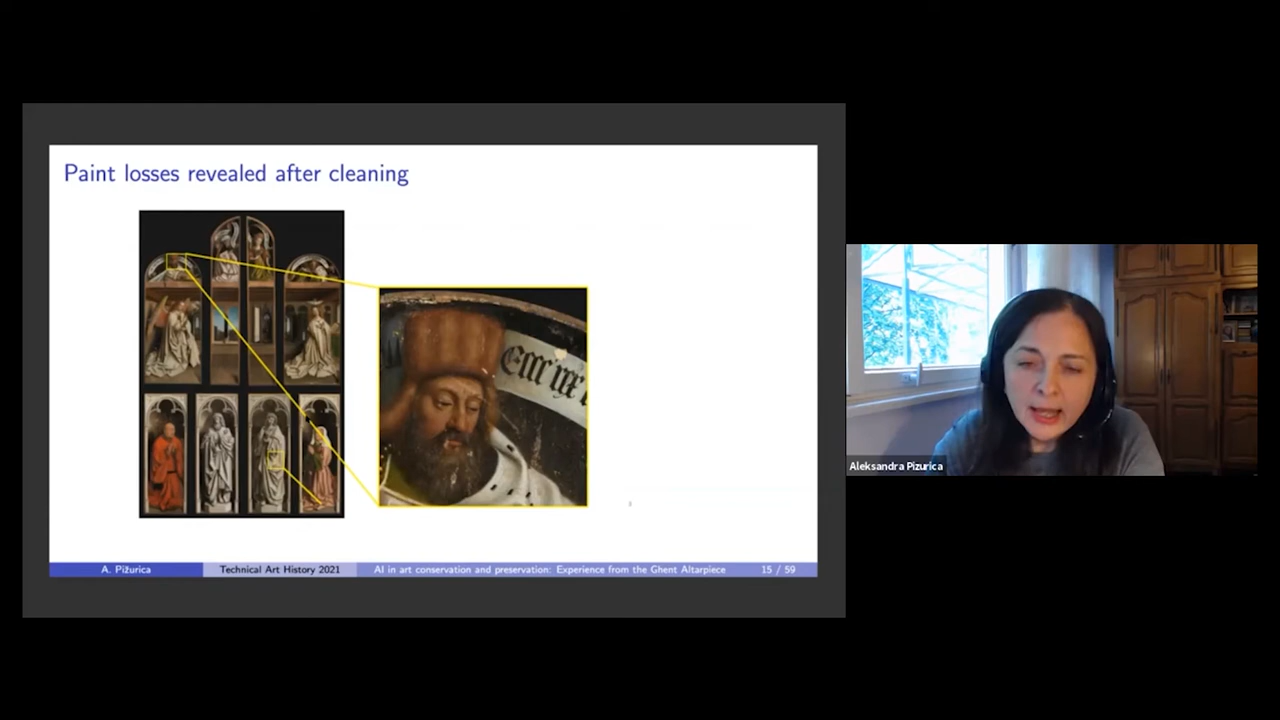 Paint losses revealed after cleaning
A. Pižurica
Technical Art History 2021
AI in art conservation and preservation: Experience from the Ghent Altarpiece
15 / 59
Aleksandra Pizurica